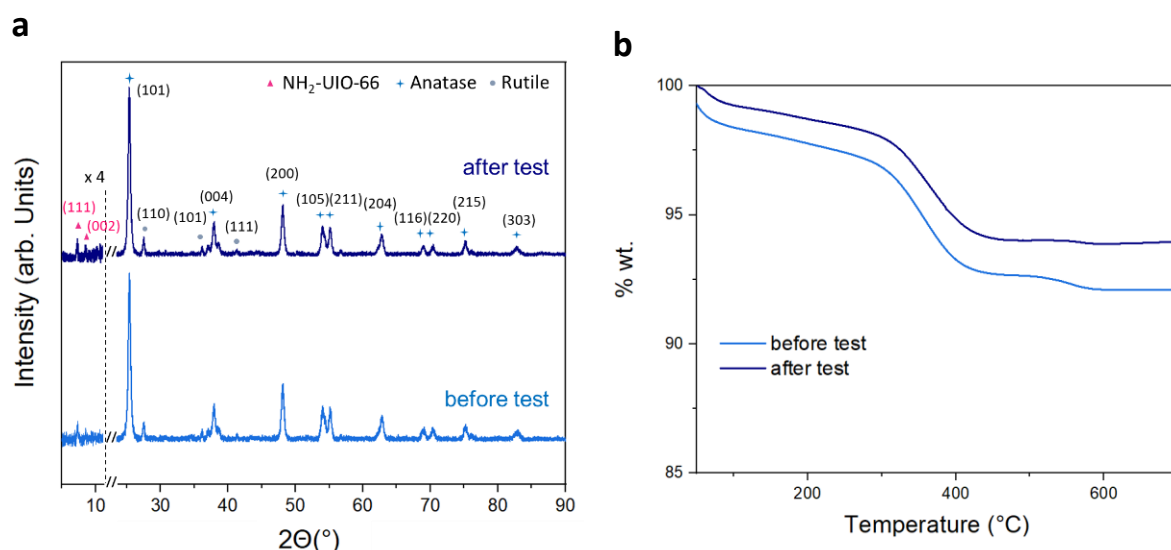 a
NH2-UIO-66 Anatase Rutile
(101)
after test
x 4
(111)
(002)
(110)
(101)
(004)
(111)
(200)
(105)
(211)
(204)
(116)
(220)
(215)
(303)
before test
Intensity (arb. Units)
// //
//
10 30 40 50 60 70 80 90
2Θ(°)
b
100
95
90
85
% wt.
before test
after test
200 400 600
Temperature (°C)